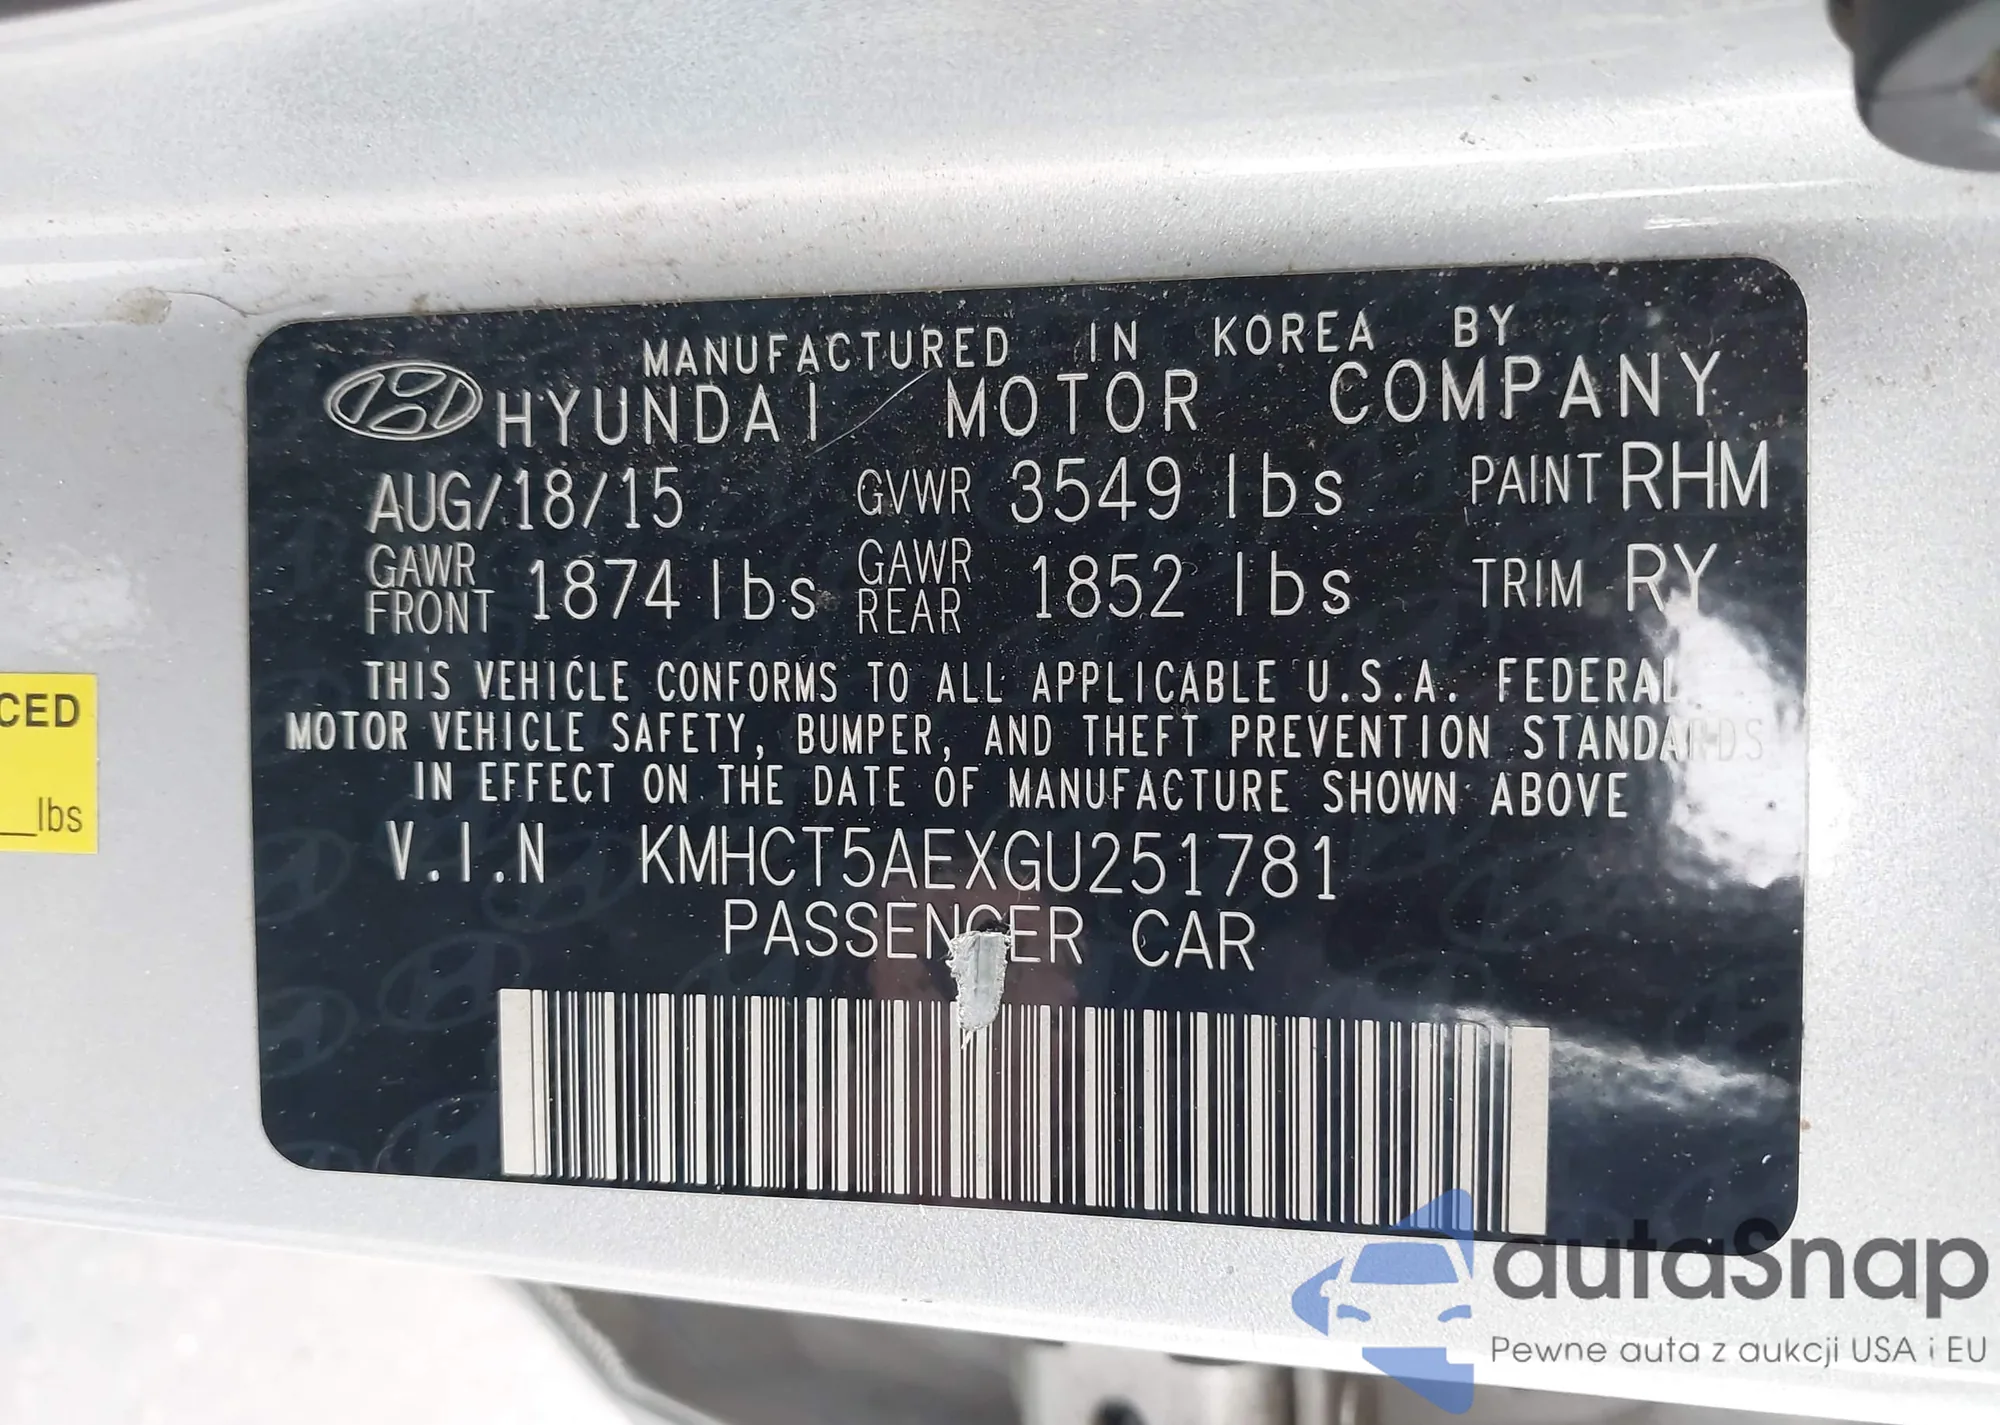 MANUFACTURED IN KOREA BY
HYUNDAI MOTOR COMPANY
AUG/18/15 GVWR 3549 lbs PAINT RHM
GAWR FRONT 1874 lbs GAWR REAR 1852 lbs TRIM RY
THIS VEHICLE CONFORMS TO ALL APPLICABLE U.S.A. FEDERAL
MOTOR VEHICLE SAFETY, BUMPER, AND THEFT PREVENTION STANDARDS
IN EFFECT ON THE DATE OF MANUFACTURE SHOWN ABOVE
V.I.N KMHCT5AEXGU251781
PASSENGER CAR
CED
lbs
autaSnap
Pewne auta z aukcji USA i EU